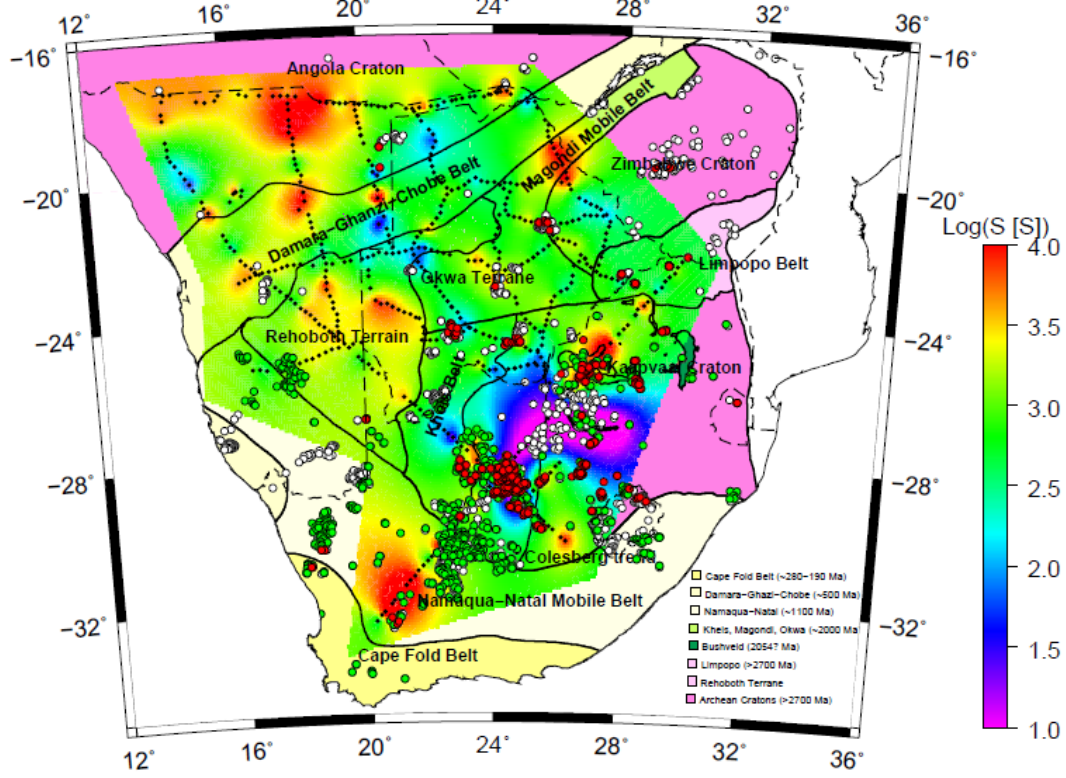 12° 16° 20° 24° 28° 32° 36°
−16° −16°
Angola Craton
Magondi Mobile Belt
Zimbabwe Craton
−20° −20°
Damara−Ghanzi−Chobe Belt
Log(S [S])
4.0
Limpopo Belt
Okwa Terrane
3.5
Rehoboth Terrain
−24° −24°
Kaapvaal Craton
Kheis Belt
3.0
−28° −28°
2.5
Colesberg
2.0
Cape Fold Belt (~280−190 Ma)
Damara−Ghazi−Chobe (~500 Ma)
Namaqua−Natal Mobile Belt
Namaqua−Natal (~1100 Ma)
−32° −32°
Kheis, Magondi, Okwa (~2000 Ma
Bushveld (2054? Ma)
1.5
Cape Fold Belt
Limpopo (>2700 Ma)
Rehoboth Terrane
Archean Cratons (>2700 Ma)
1.0
12° 16° 20° 24° 28° 32° 36°